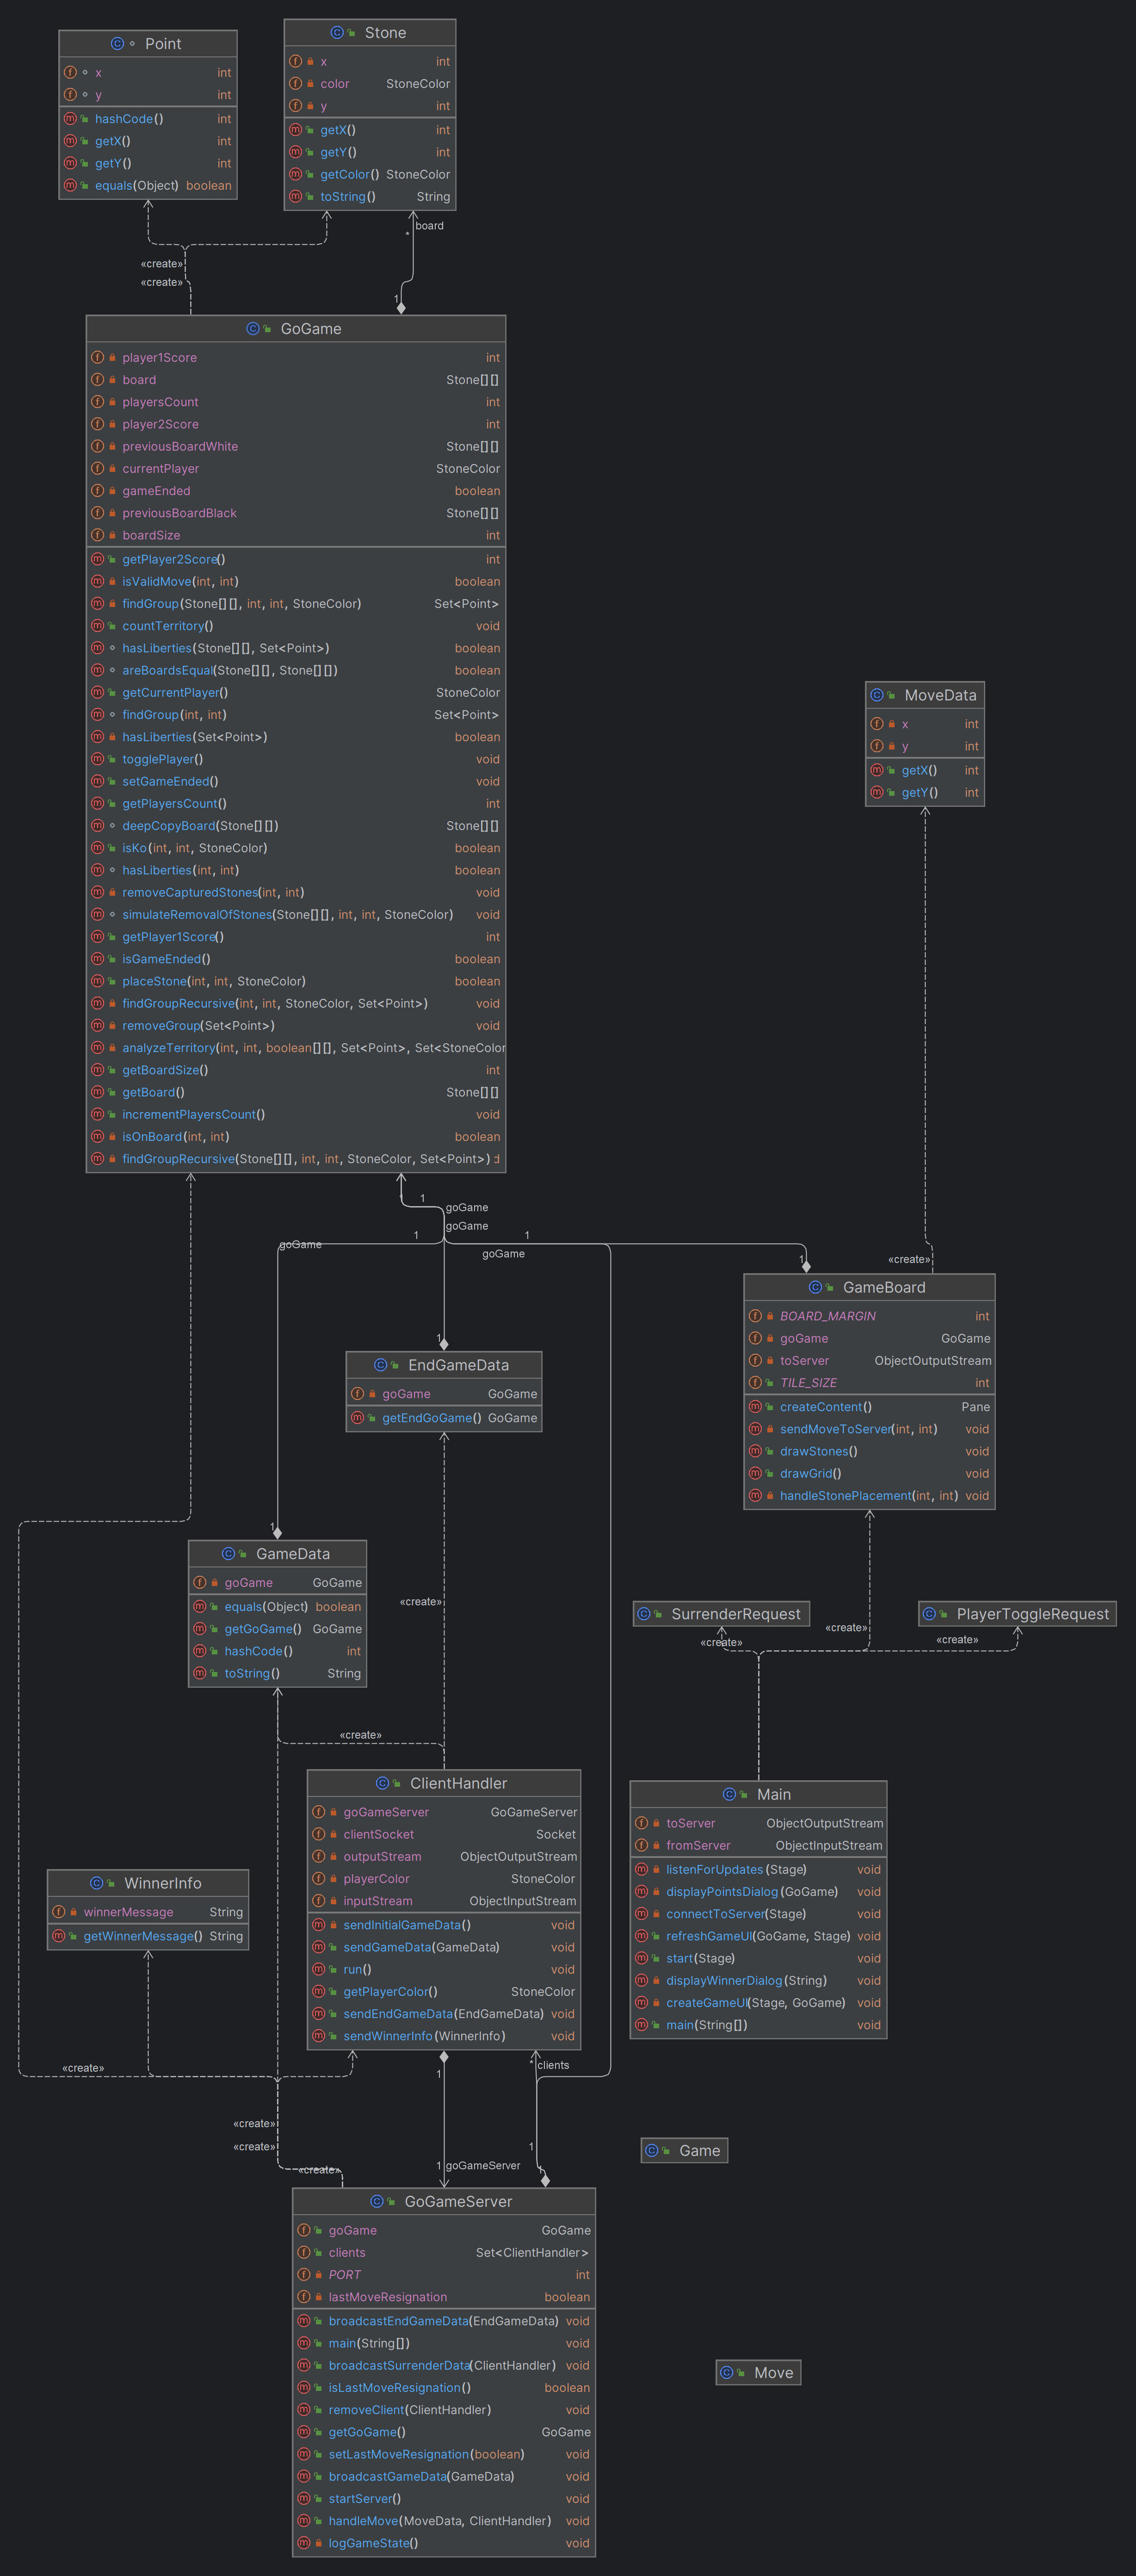 Point
x int
y int
hashCode() int
getX() int
getY() int
equals(Object) boolean
Stone
x int
color StoneColor
y int
getX() int
getY() int
getColor() StoneColor
toString() String
board
*
«create»
«create»
1
GoGame
player1Score int
board Stone[][]
playersCount int
player2Score int
previousBoardWhite Stone[][]
currentPlayer StoneColor
gameEnded boolean
previousBoardBlack Stone[][]
boardSize int
getPlayer2Score() int
isValidMove(int, int) boolean
findGroup(Stone[][], int, int, StoneColor) Set<Point>
countTerritory() void
hasLiberties(Stone[][], Set<Point>) boolean
areBoardsEqual(Stone[][], Stone[][]) boolean
getCurrentPlayer() StoneColor
findGroup(int, int) Set<Point>
hasLiberties(Set<Point>) boolean
togglePlayer() void
setGameEnded() void
getPlayersCount() int
deepCopyBoard(Stone[][]) Stone[][]
isKo(int, int, StoneColor) boolean
hasLiberties(int, int) boolean
removeCapturedStones(int, int) void
simulateRemovalOfStones(Stone[][], int, int, StoneColor) void
getPlayer1Score() int
isGameEnded() boolean
placeStone(int, int, StoneColor) boolean
findGroupRecursive(int, int, StoneColor, Set<Point>) void
removeGroup(Set<Point>) void
analyzeTerritory(int, int, boolean[][], Set<Point>, Set<StoneColor
getBoardSize() int
getBoard() Stone[][]
incrementPlayersCount() void
isOnBoard(int, int) boolean
findGroupRecursive(Stone[][], int, int, StoneColor, Set<Point>) d
MoveData
x int
y int
getX() int
getY() int
1 1
goGame
goGame
1 1
goGame goGame
«create»
1
GameBoard
BOARD_MARGIN int
goGame GoGame
toServer ObjectOutputStream
TILE_SIZE int
createContent() Pane
sendMoveToServer(int, int) void
drawStones() void
drawGrid() void
handleStonePlacement(int, int) void
1
EndGameData
goGame GoGame
getEndGoGame() GoGame
1
GameData
goGame GoGame
equals(Object) boolean
getGoGame() GoGame
hashCode() int
toString() String
«create»
SurrenderRequest
PlayerToggleRequest
«create»
«create»
«create»
«create»
ClientHandler
goGameServer GoGameServer
clientSocket Socket
outputStream ObjectOutputStream
playerColor StoneColor
inputStream ObjectInputStream
sendInitialGameData() void
sendGameData(GameData) void
run() void
getPlayerColor() StoneColor
sendEndGameData(EndGameData) void
sendWinnerInfo(WinnerInfo) void
Main
toServer ObjectOutputStream
fromServer ObjectInputStream
listenForUpdates(Stage) void
displayPointsDialog(GoGame) void
connectToServer(Stage) void
refreshGameUI(GoGame, Stage) void
start(Stage) void
displayWinnerDialog(String) void
createGameUI(Stage, GoGame) void
main(String[]) void
WinnerInfo
winnerMessage String
getWinnerMessage() String
«create»
1
* clients
«create»
«create»
«create»
1
1 goGameServer
1
Game
GoGameServer
goGame GoGame
clients Set<ClientHandler>
PORT int
lastMoveResignation boolean
broadcastEndGameData(EndGameData) void
main(String[]) void
broadcastSurrenderData(ClientHandler) void
isLastMoveResignation() boolean
removeClient(ClientHandler) void
getGoGame() GoGame
setLastMoveResignation(boolean) void
broadcastGameData(GameData) void
startServer() void
handleMove(MoveData, ClientHandler) void
logGameState() void
Move